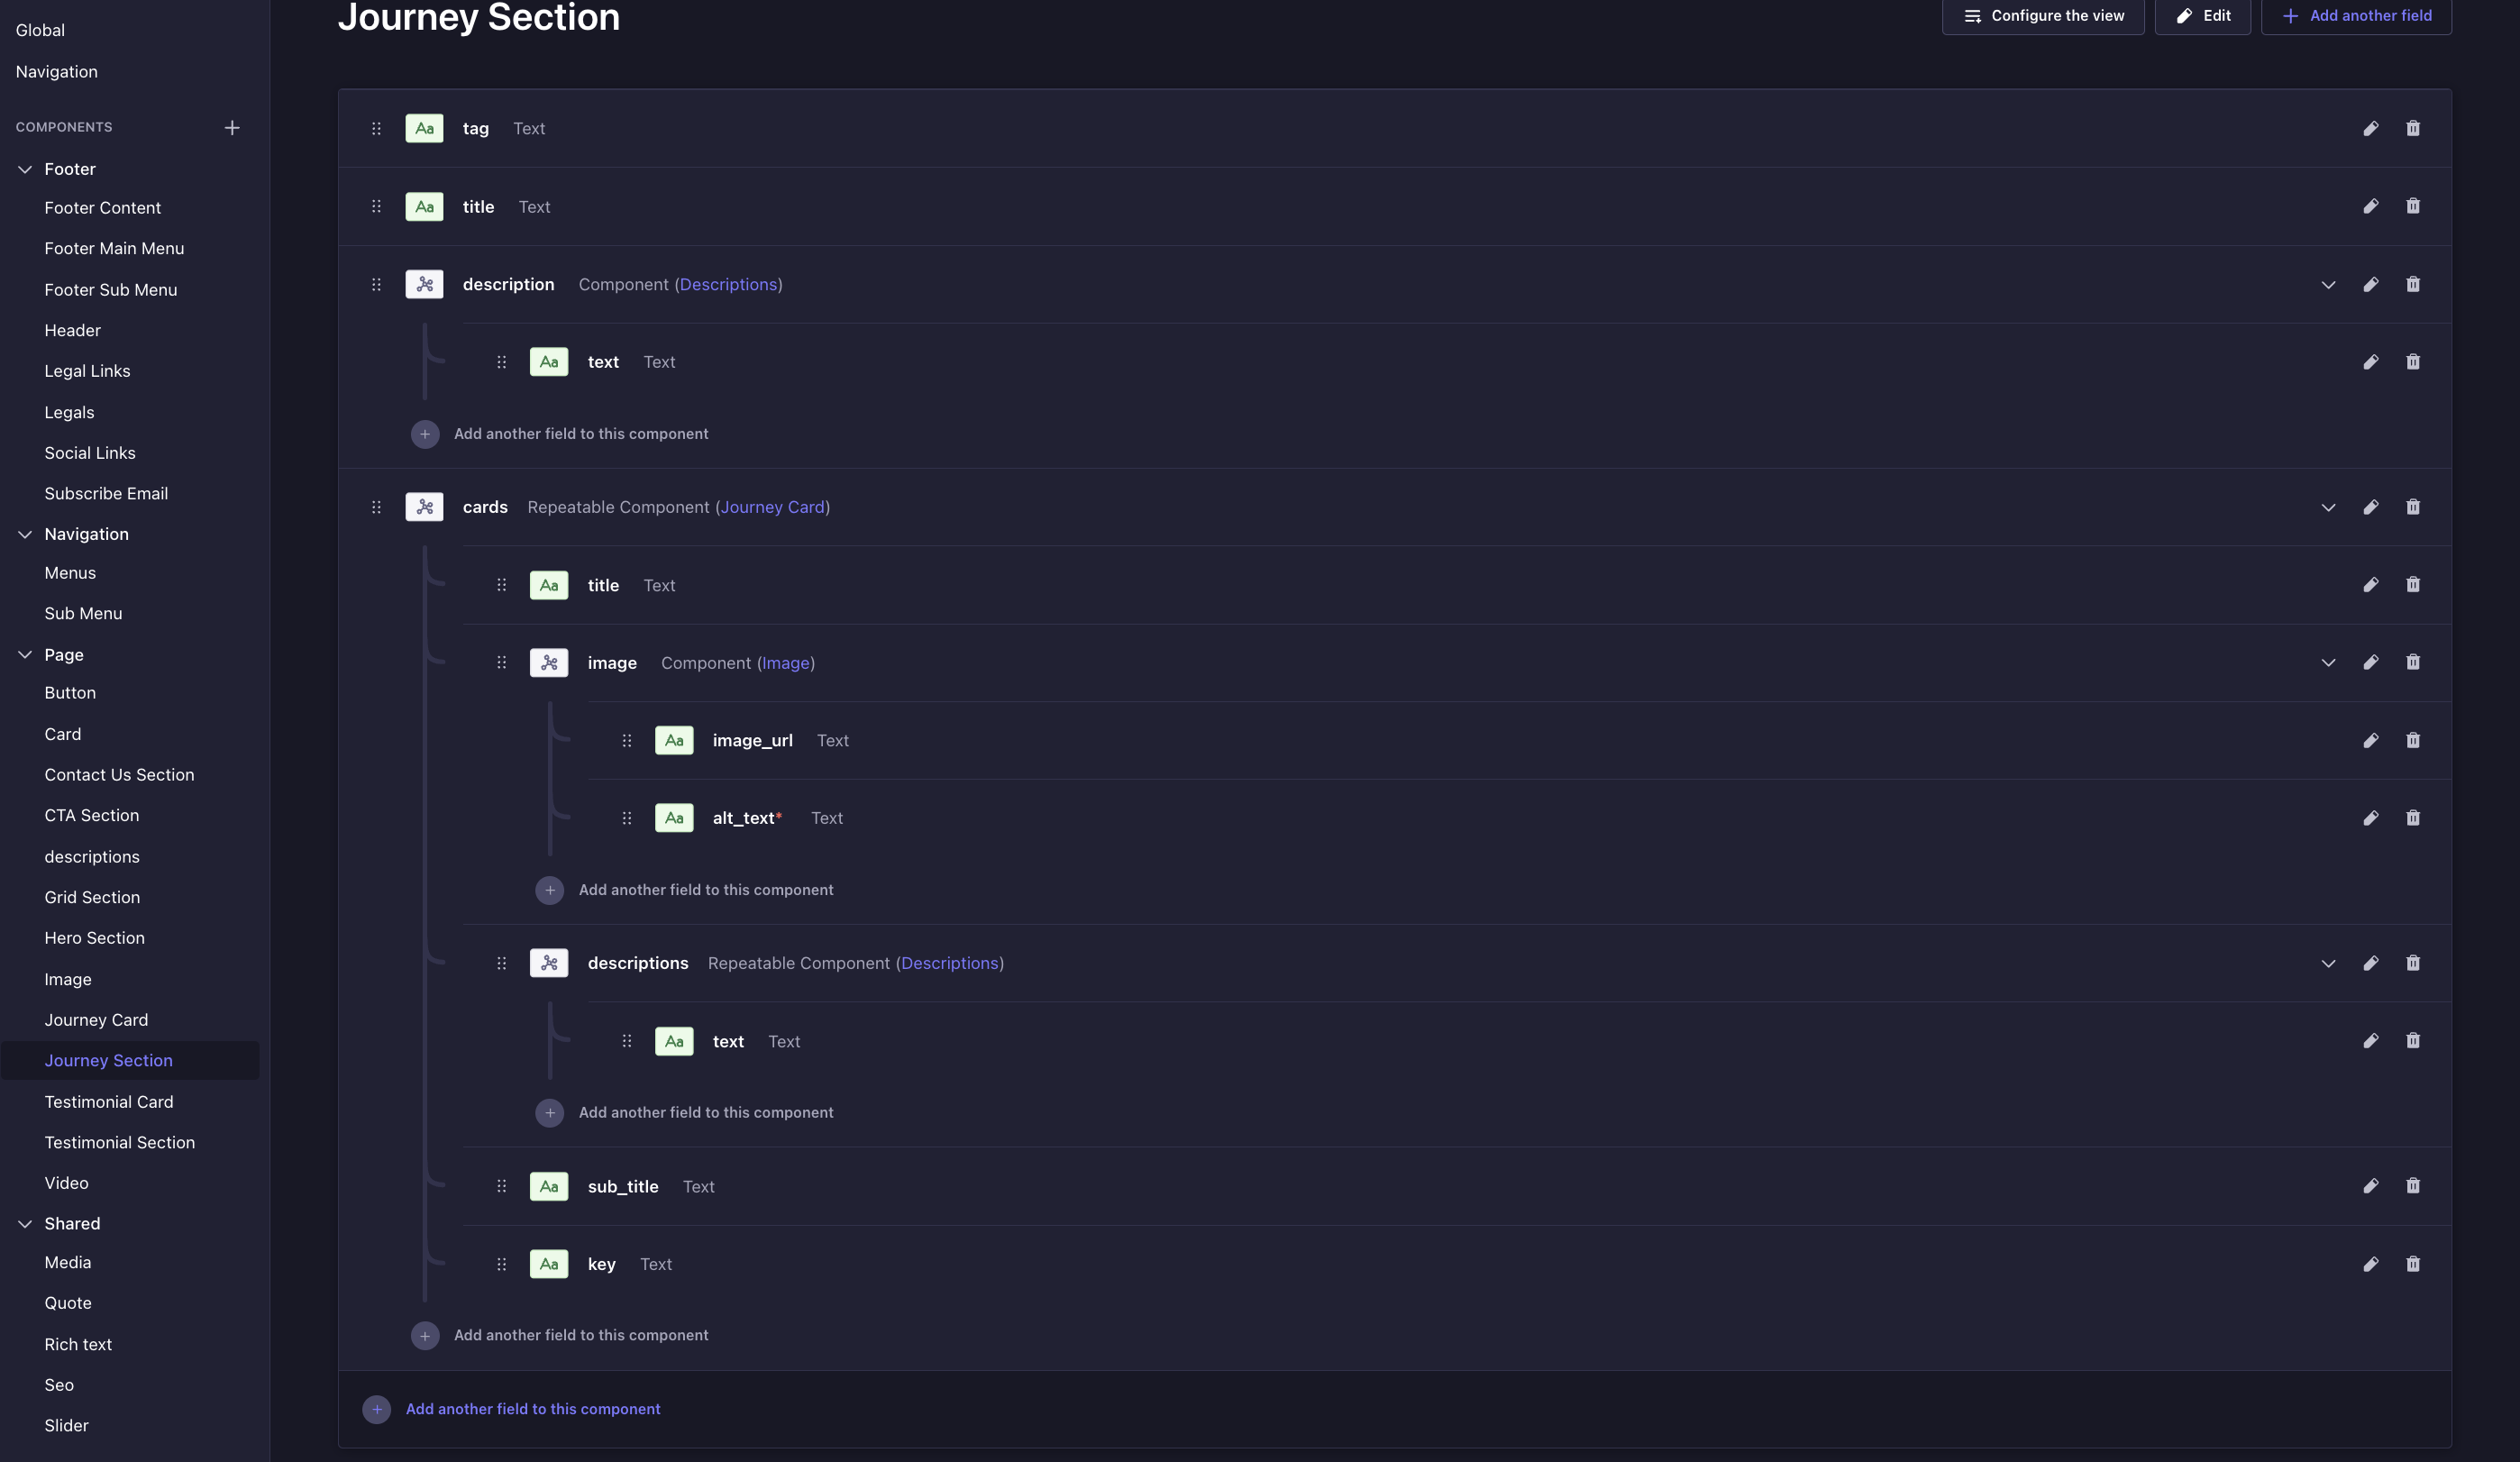 Global
Navigation
COMPONENTS
Footer
Footer Content
Footer Main Menu
Footer Sub Menu
Header
Legal Links
Legals
Social Links
Subscribe Email
Navigation
Menus
Sub Menu
Page
Button
Card
Contact Us Section
CTA Section
descriptions
Grid Section
Hero Section
Image
Journey Card
Journey Section
Testimonial Card
Testimonial Section
Video
Shared
Media
Quote
Rich text
Seo
Slider
Journey Section
Configure the view
Edit
Add another field
Aa tag Text
Aa title Text
description Component (Descriptions)
Aa text Text
Add another field to this component
cards Repeatable Component (Journey Card)
Aa title Text
image Component (Image)
Aa image_url Text
Aa alt_text* Text
Add another field to this component
descriptions Repeatable Component (Descriptions)
Aa text Text
Add another field to this component
Aa sub_title Text
Aa key Text
Add another field to this component
Add another field to this component